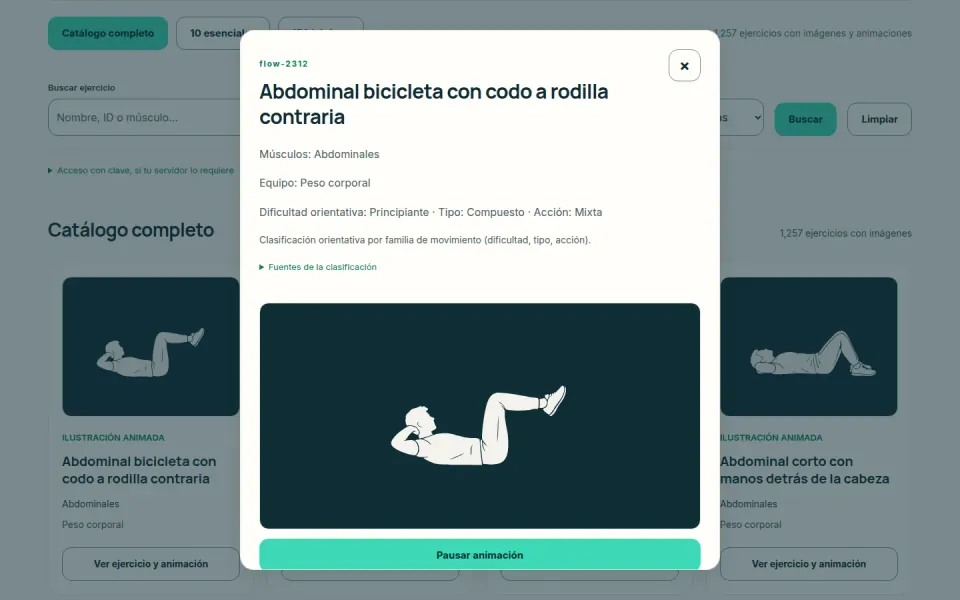 Catálogo completo
10 esencial
1,257 ejercicios con imágenes y animaciones
Buscar ejercicio
Nombre, ID o músculo...
Buscar
Limpiar
Acceso con clave, si tu servidor lo requiere
Catálogo completo
1,257 ejercicios con imágenes
flow-2312
×
Abdominal bicicleta con codo a rodilla
contraria
Músculos: Abdominales
Equipo: Peso corporal
Dificultad orientativa: Principiante · Tipo: Compuesto · Acción: Mixta
Clasificación orientativa por familia de movimiento (dificultad, tipo, acción).
Fuentes de la clasificación
Pausar animación
ILUSTRACIÓN ANIMADA
Abdominal bicicleta con
codo a rodilla contraria
Abdominales
Peso corporal
Ver ejercicio y animación
ILUSTRACIÓN ANIMADA
Abdominal corto con
manos detrás de la cabeza
Abdominales
Peso corporal
Ver ejercicio y animación